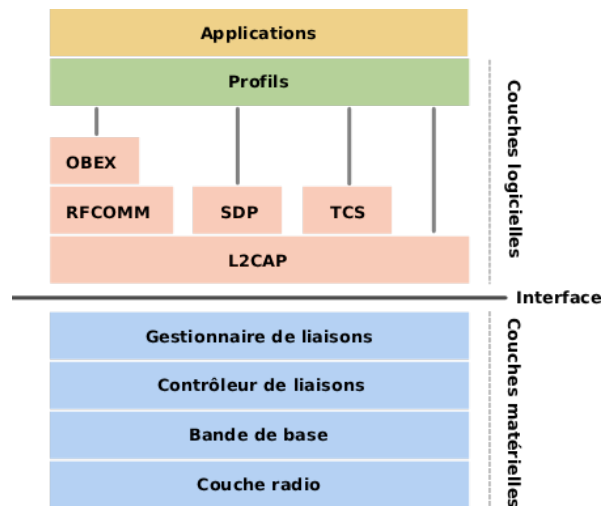 Applications
Profils
OBEX
RFCOMM
SDP
TCS
L2CAP
Couches logicielles
Interface
Gestionnaire de liaisons
Contrôleur de liaisons
Bande de base
Couche radio
Couches matérielles